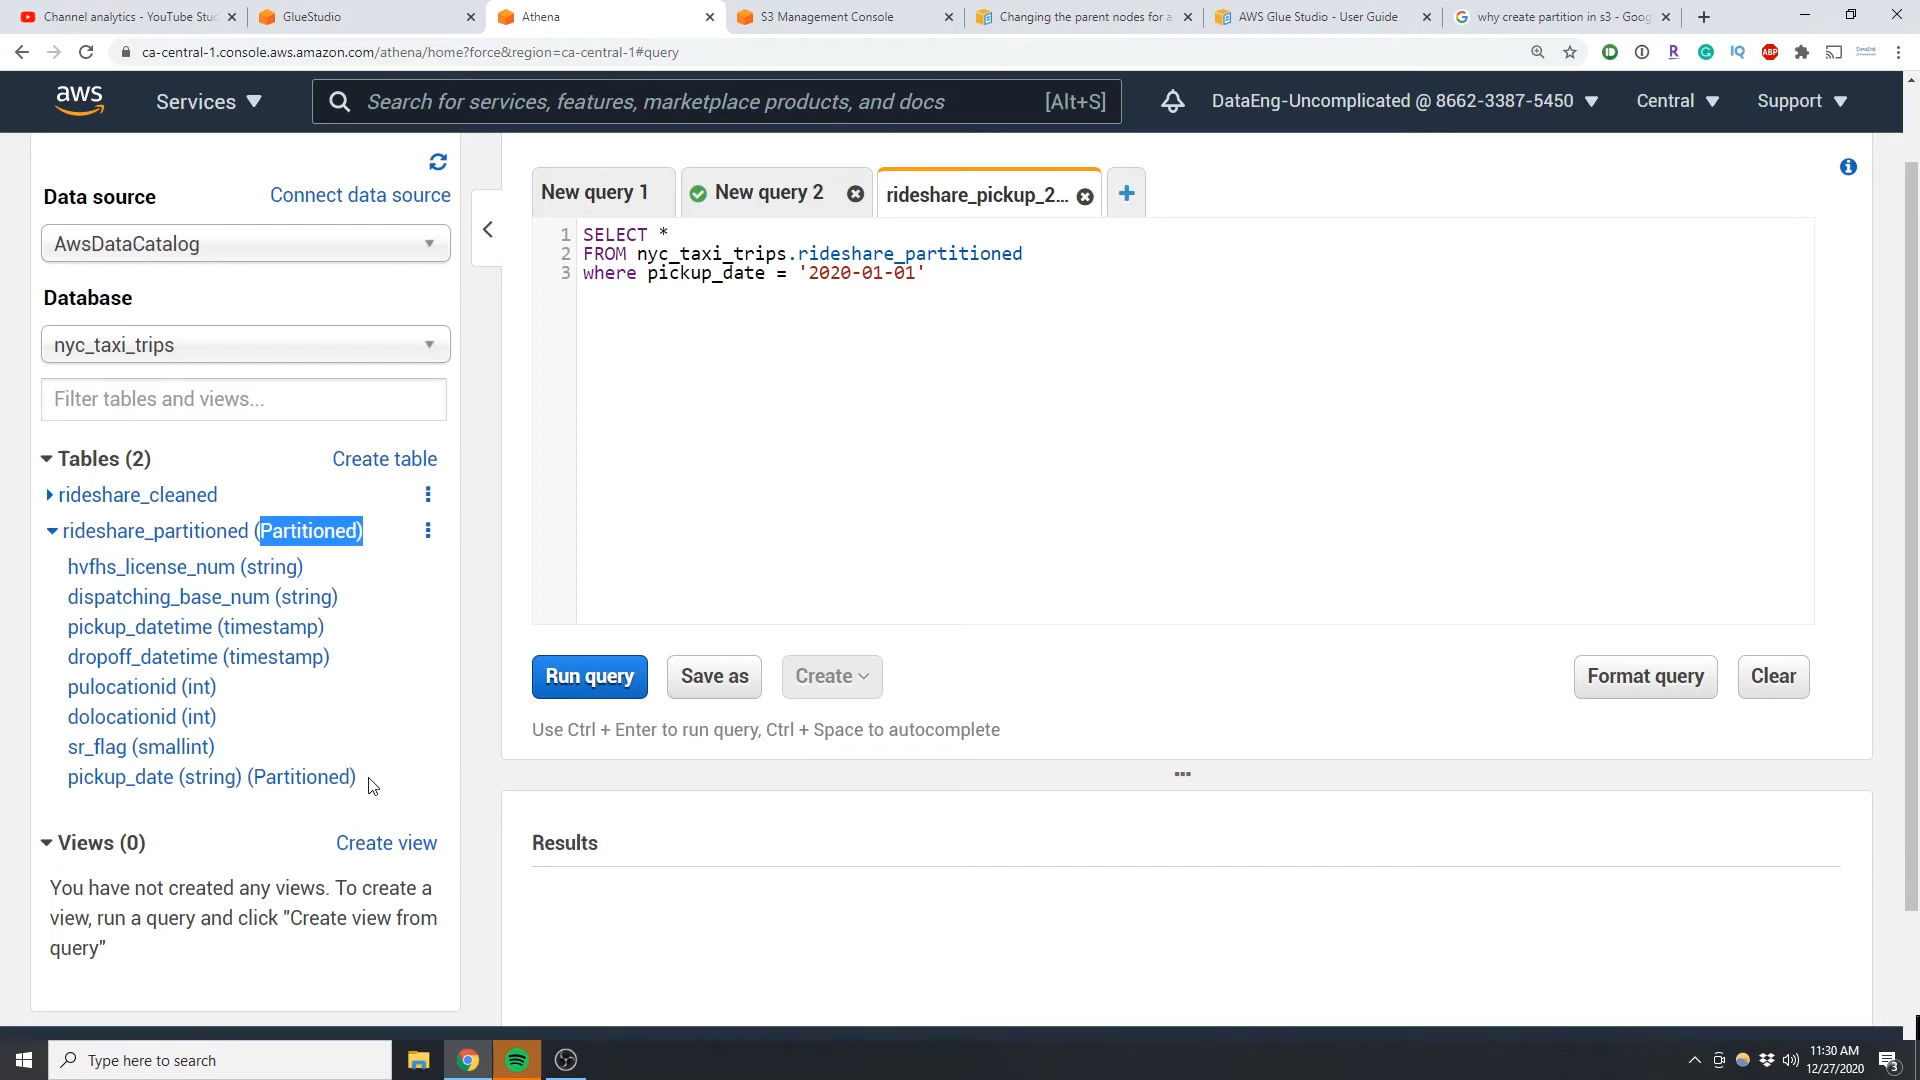 Channel analytics - YouTube Stuc
GlueStudio
Athena
S3 Management Console
Changing the parent nodes for a
AWS Glue Studio - User Guide
why create partition in s3 - Goog
ca-central-1.console.aws.amazon.com/athena/home?force&region=ca-central-1#query
aws
Services
Search for services, features, marketplace products, and docs
[Alt+S]
DataEng-Uncomplicated @ 8662-3387-5450
Central
Support
Data source
Connect data source
AwsDataCatalog
Database
nyc_taxi_trips
Filter tables and views...
Tables (2)
Create table
rideshare_cleaned
rideshare_partitioned (Partitioned)
hvfhs_license_num (string)
dispatching_base_num (string)
pickup_datetime (timestamp)
dropoff_datetime (timestamp)
pulocationid (int)
dolocationid (int)
sr_flag (smallint)
pickup_date (string) (Partitioned)
Views (0)
Create view
You have not created any views. To create a
view, run a query and click "Create view from
query"
New query 1
New query 2
rideshare_pickup_2...
1 SELECT *
2 FROM nyc_taxi_trips.rideshare_partitioned
3 where pickup_date = '2020-01-01'
Run query
Save as
Create
Format query
Clear
Use Ctrl + Enter to run query, Ctrl + Space to autocomplete
Results
Type here to search
11:30 AM
12/27/2020
3